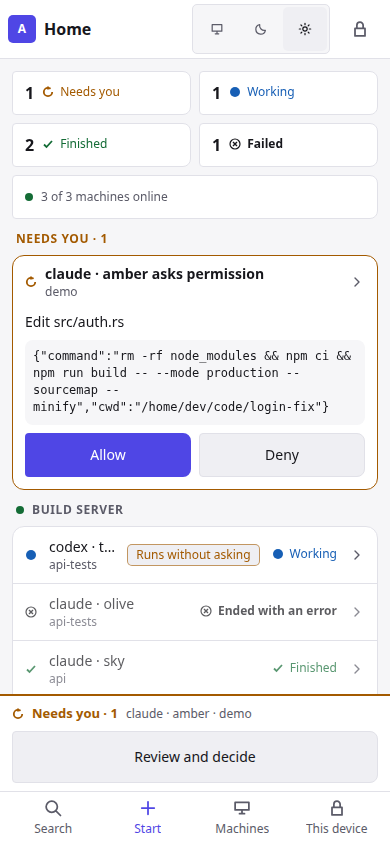 A Home
1 Needs you
1 Working
2 Finished
1 Failed
3 of 3 machines online
NEEDS YOU · 1
claude · amber asks permission
demo
Edit src/auth.rs
{"command":"rm -rf node_modules && npm ci &&
npm run build -- --mode production --
sourcemap --
minify","cwd":"/home/dev/code/login-fix"}
Allow
Deny
BUILD SERVER
codex · t...
Runs without asking
Working
api-tests
claude · olive
Ended with an error
api-tests
claude · sky
Finished
api
Needs you · 1 claude · amber · demo
Review and decide
Search
Start
Machines
This device